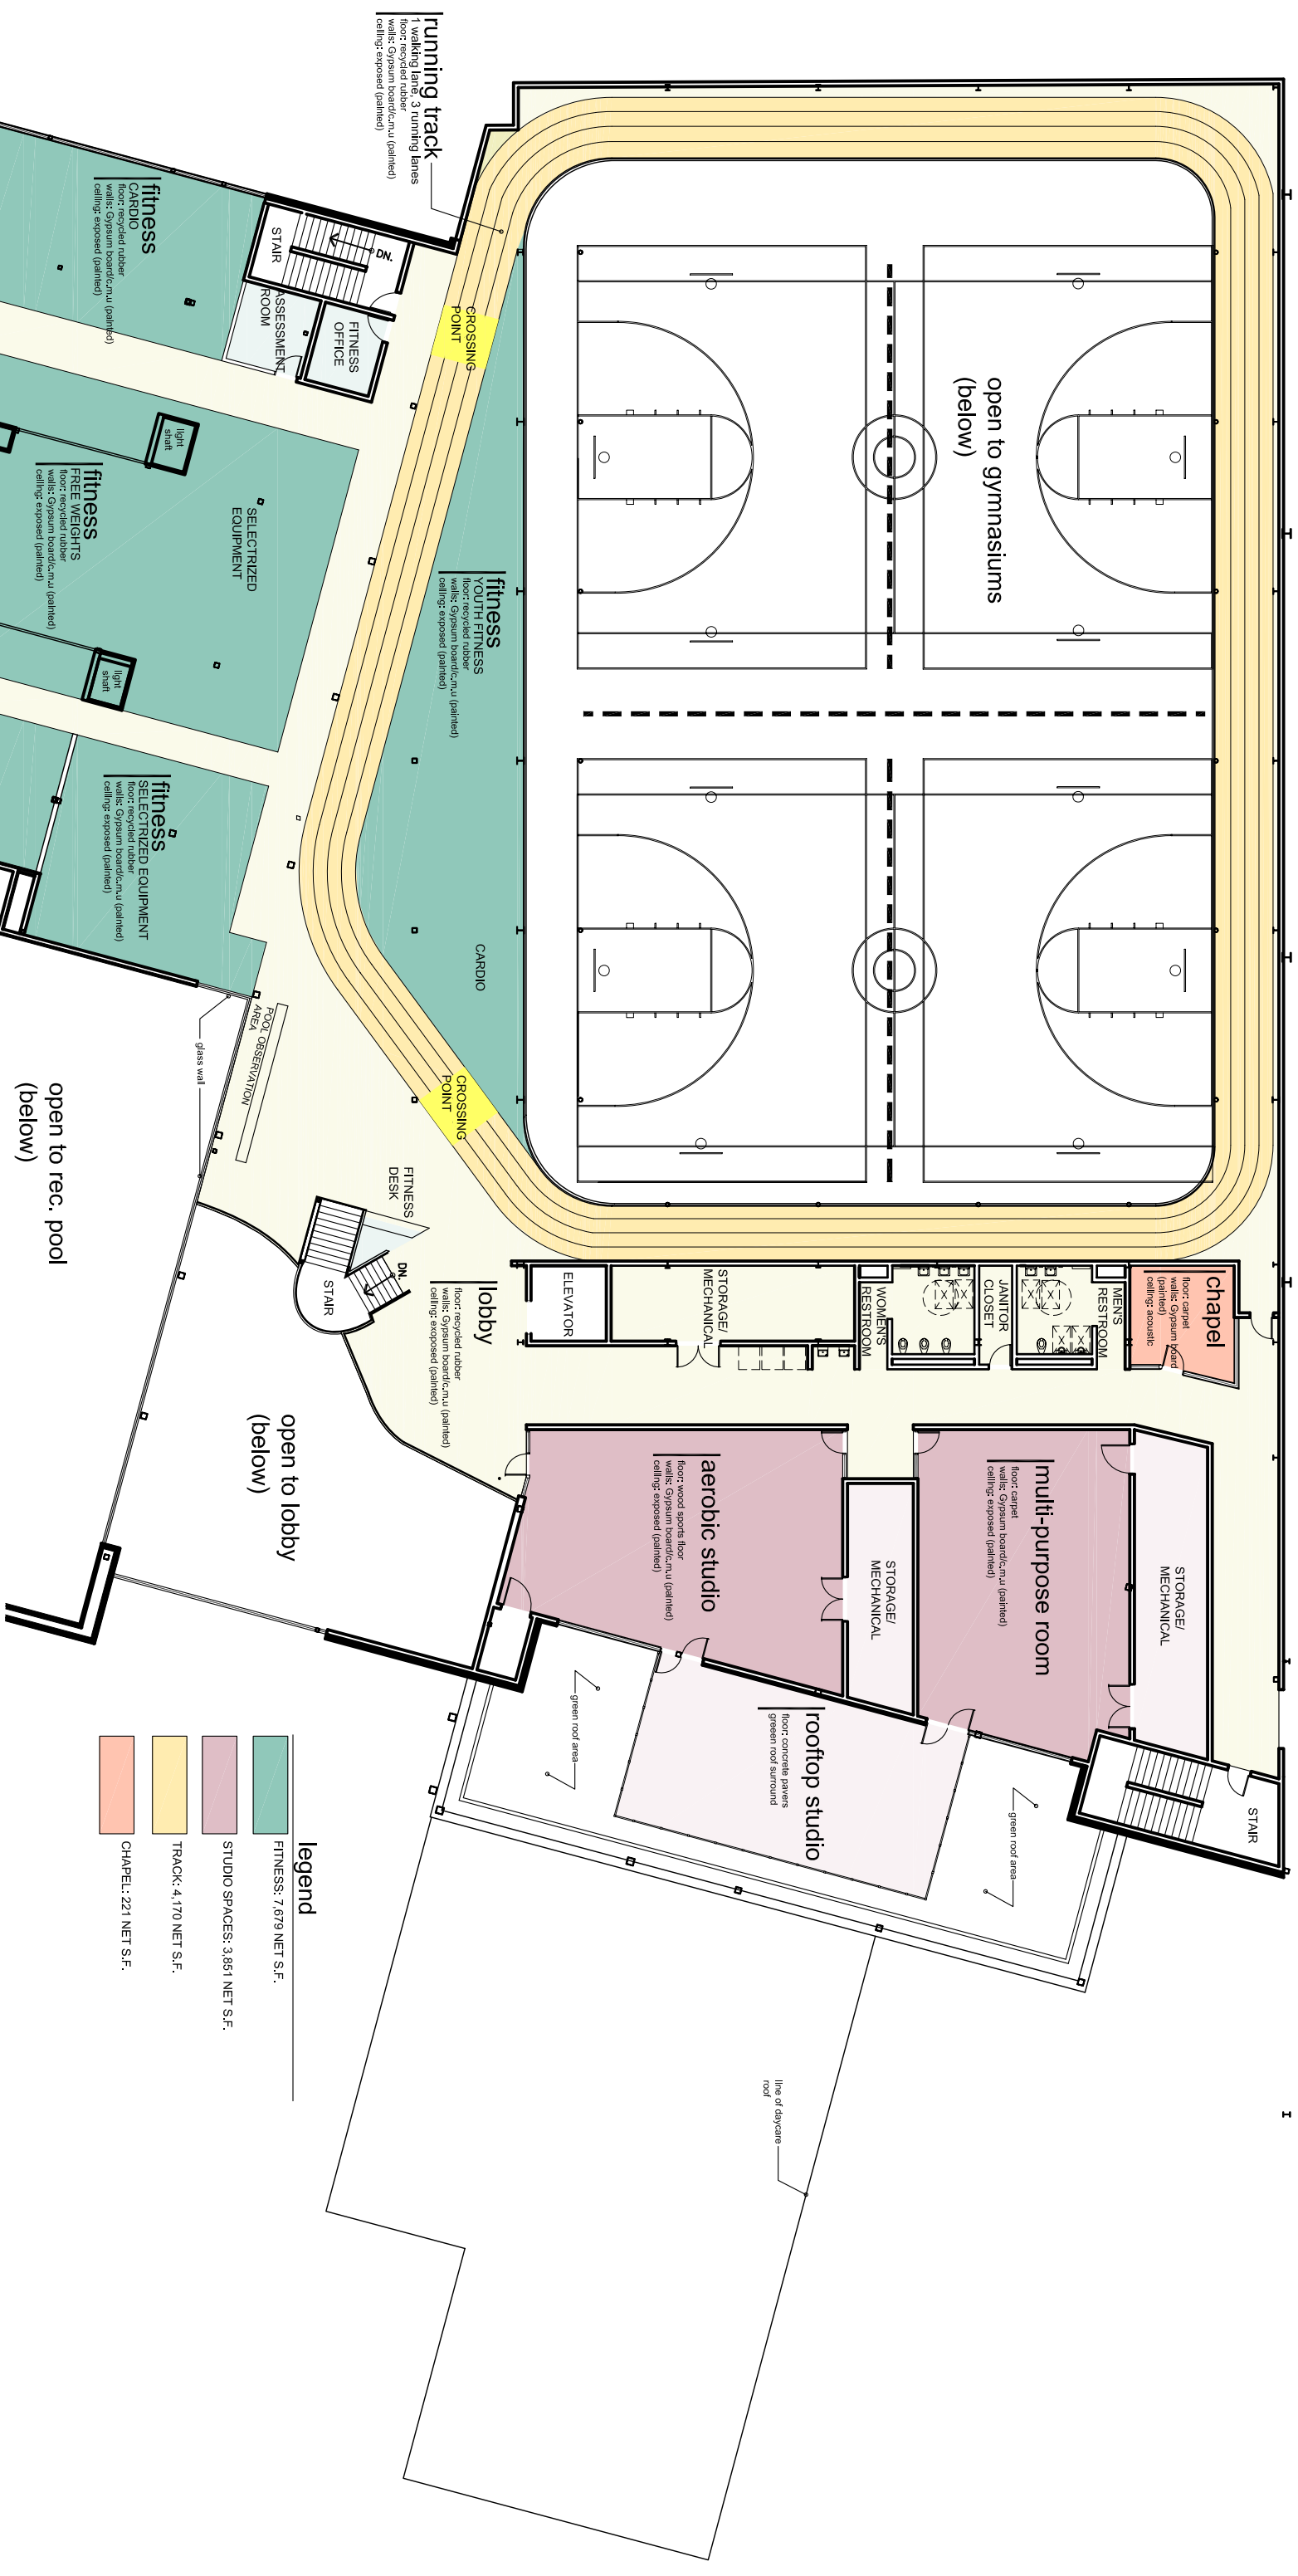 running track
1 walking lane, 3 running lanes
floor: recycled rubber
walls: Gypsum board/c.m.u (painted)
ceiling: exposed (painted)
fitness
CARDIO
floor: recycled rubber
walls: Gypsum board/c.m.u (painted)
ceiling: exposed (painted)
STAIR
DN.
ASSESSMENT
ROOM
FITNESS
OFFICE
CROSSING
POINT
open to gymnasiums
(below)
light
shaft
fitness
FREE WEIGHTS
floor: recycled rubber
walls: Gypsum board/c.m.u (painted)
ceiling: exposed (painted)
SELECTRIZED
EQUIPMENT
light
shaft
fitness
YOUTH FITNESS
floor: recycled rubber
walls: Gypsum board/c.m.u (painted)
ceiling: exposed (painted)
fitness
SELECTRIZED EQUIPMENT
floor: recycled rubber
walls: Gypsum board/c.m.u (painted)
ceiling: exposed (painted)
CARDIO
POOL OBSERVATION
AREA
glass wall
CROSSING
POINT
open to rec. pool
(below)
FITNESS
DESK
STAIR
DN.
lobby
floor: recycled rubber
walls: Gypsum board/c.m.u (painted)
ceiling: exoposed (painted)
ELEVATOR
STORAGE/
MECHANICAL
WOMEN'S
RESTROOM
JANITOR
CLOSET
MEN'S
RESTROOM
chapel
floor: carpet
walls: Gypsum board
(painted)
ceiling: acoustic
open to lobby
(below)
aerobic studio
floor: wood sports floor
walls: Gypsum board/c.m.u (painted)
ceiling: exposed (painted)
STORAGE/
MECHANICAL
multi-purpose room
floor: carpet
walls: Gypsum board/c.m.u (painted)
ceiling: exposed (painted)
STORAGE/
MECHANICAL
green roof area
rooftop studio
floor: concrete pavers
greeen roof surround
green roof area
STAIR
legend
FITNESS: 7,679 NET S.F.
STUDIO SPACES: 3,851 NET S.F.
TRACK: 4,170 NET S.F.
CHAPEL: 221 NET S.F.
line of daycare
roof